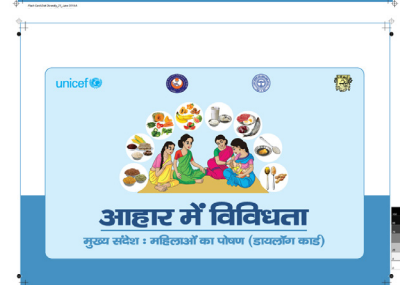 unicef
आहार में विविधता
मुख्य संदेश : महिलाओं का पोषण (डायलॉग कार्ड)